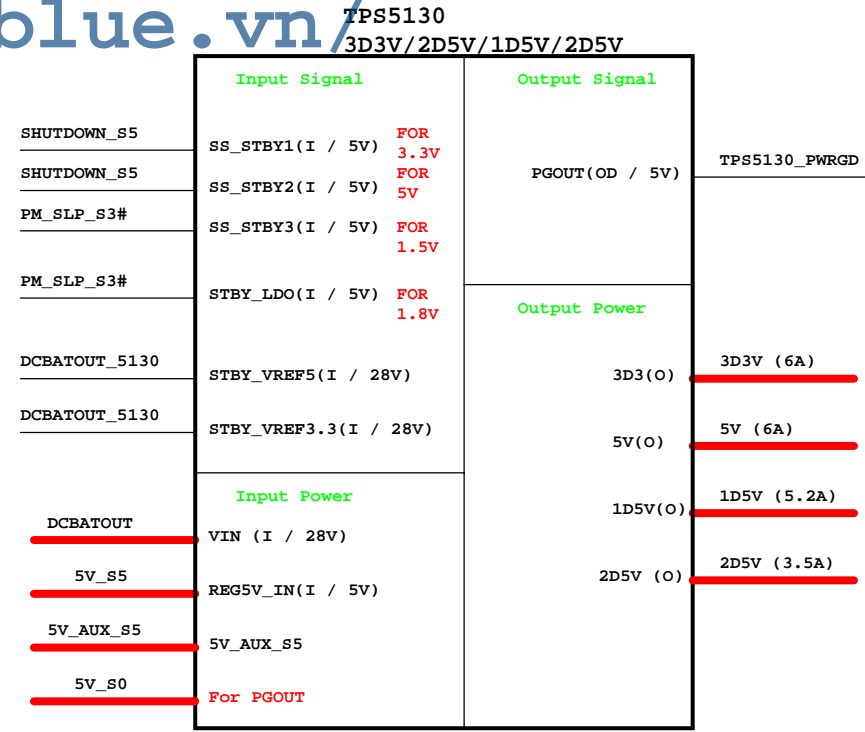 blue.vn/
TPS5130
3D3V/2D5V/1D5V/2D5V
Input Signal
Output Signal
SHUTDOWN_S5
SS_STBY1(I / 5V)
FOR
3.3V
SHUTDOWN_S5
SS_STBY2(I / 5V)
FOR
5V
PM_SLP_S3#
SS_STBY3(I / 5V)
FOR
1.5V
PM_SLP_S3#
STBY_LDO(I / 5V)
FOR
1.8V
DCBATOUT_5130
STBY_VREF5(I / 28V)
DCBATOUT_5130
STBY_VREF3.3(I / 28V)
PGOUT(OD / 5V)
TPS5130_PWRGD
Output Power
3D3(O)
3D3V (6A)
5V(O)
5V (6A)
1D5V(O)
1D5V (5.2A)
2D5V (O)
2D5V (3.5A)
Input Power
DCBATOUT
VIN (I / 28V)
5V_S5
REG5V_IN(I / 5V)
5V_AUX_S5
5V_AUX_S5
5V_S0
For PGOUT